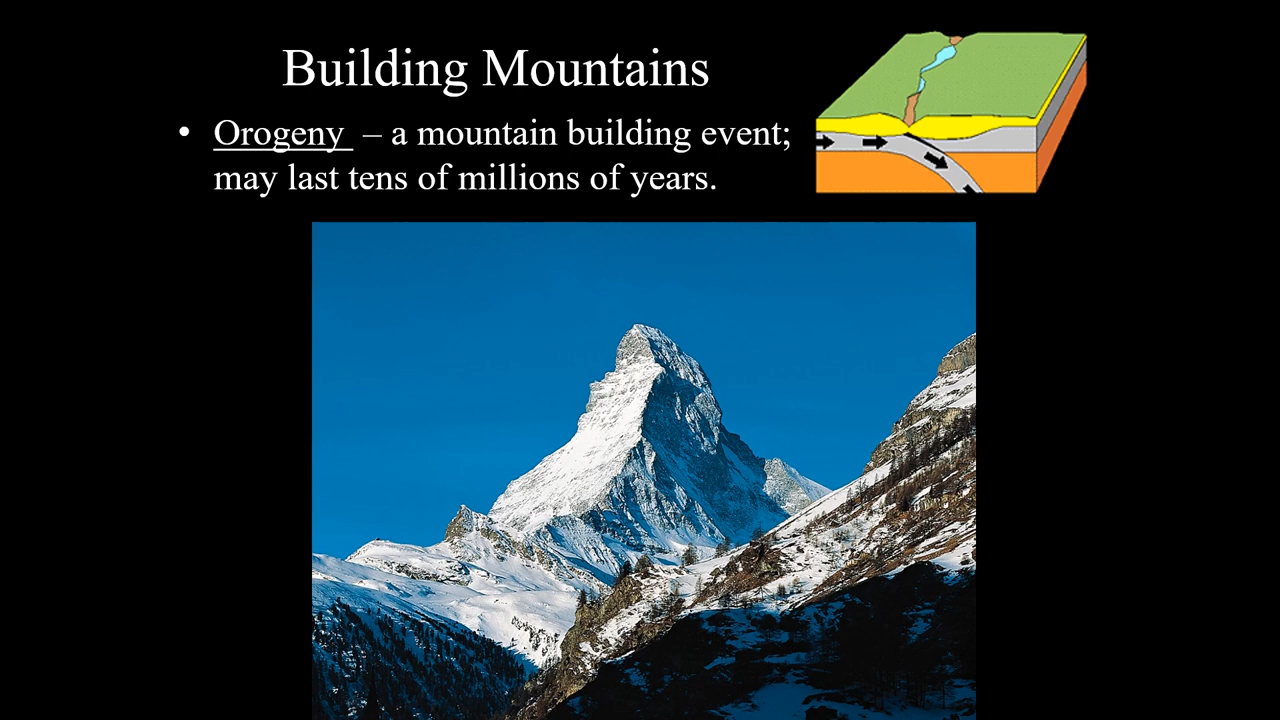 Building Mountains
• Orogeny – a mountain building event;
may last tens of millions of years.